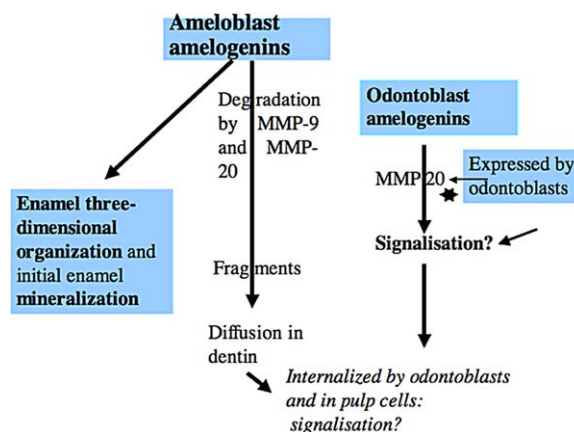 Ameloblast
amelogenins
Degradation
by MMP-9
and MMP-
20
Odontoblast
amelogenins
MMP 20
Expressed by
odontoblasts
Enamel three-
dimensional
organization and
initial enamel
mineralization
Signalisation?
Fragments
Diffusion in
dentin
Internalized by odontoblasts
and in pulp cells:
signalisation?